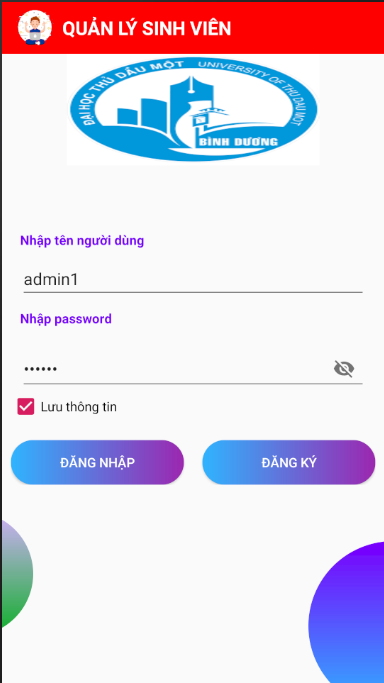 QUẢN LÝ SINH VIÊN
ĐẠI HỌC THỦ DẦU MỘT UNIVERSITY OF THU DAU MOT
BÌNH DƯƠNG
Nhập tên người dùng
admin1
Nhập password
••••••
Lưu thông tin
ĐĂNG NHẬP ĐĂNG KÝ